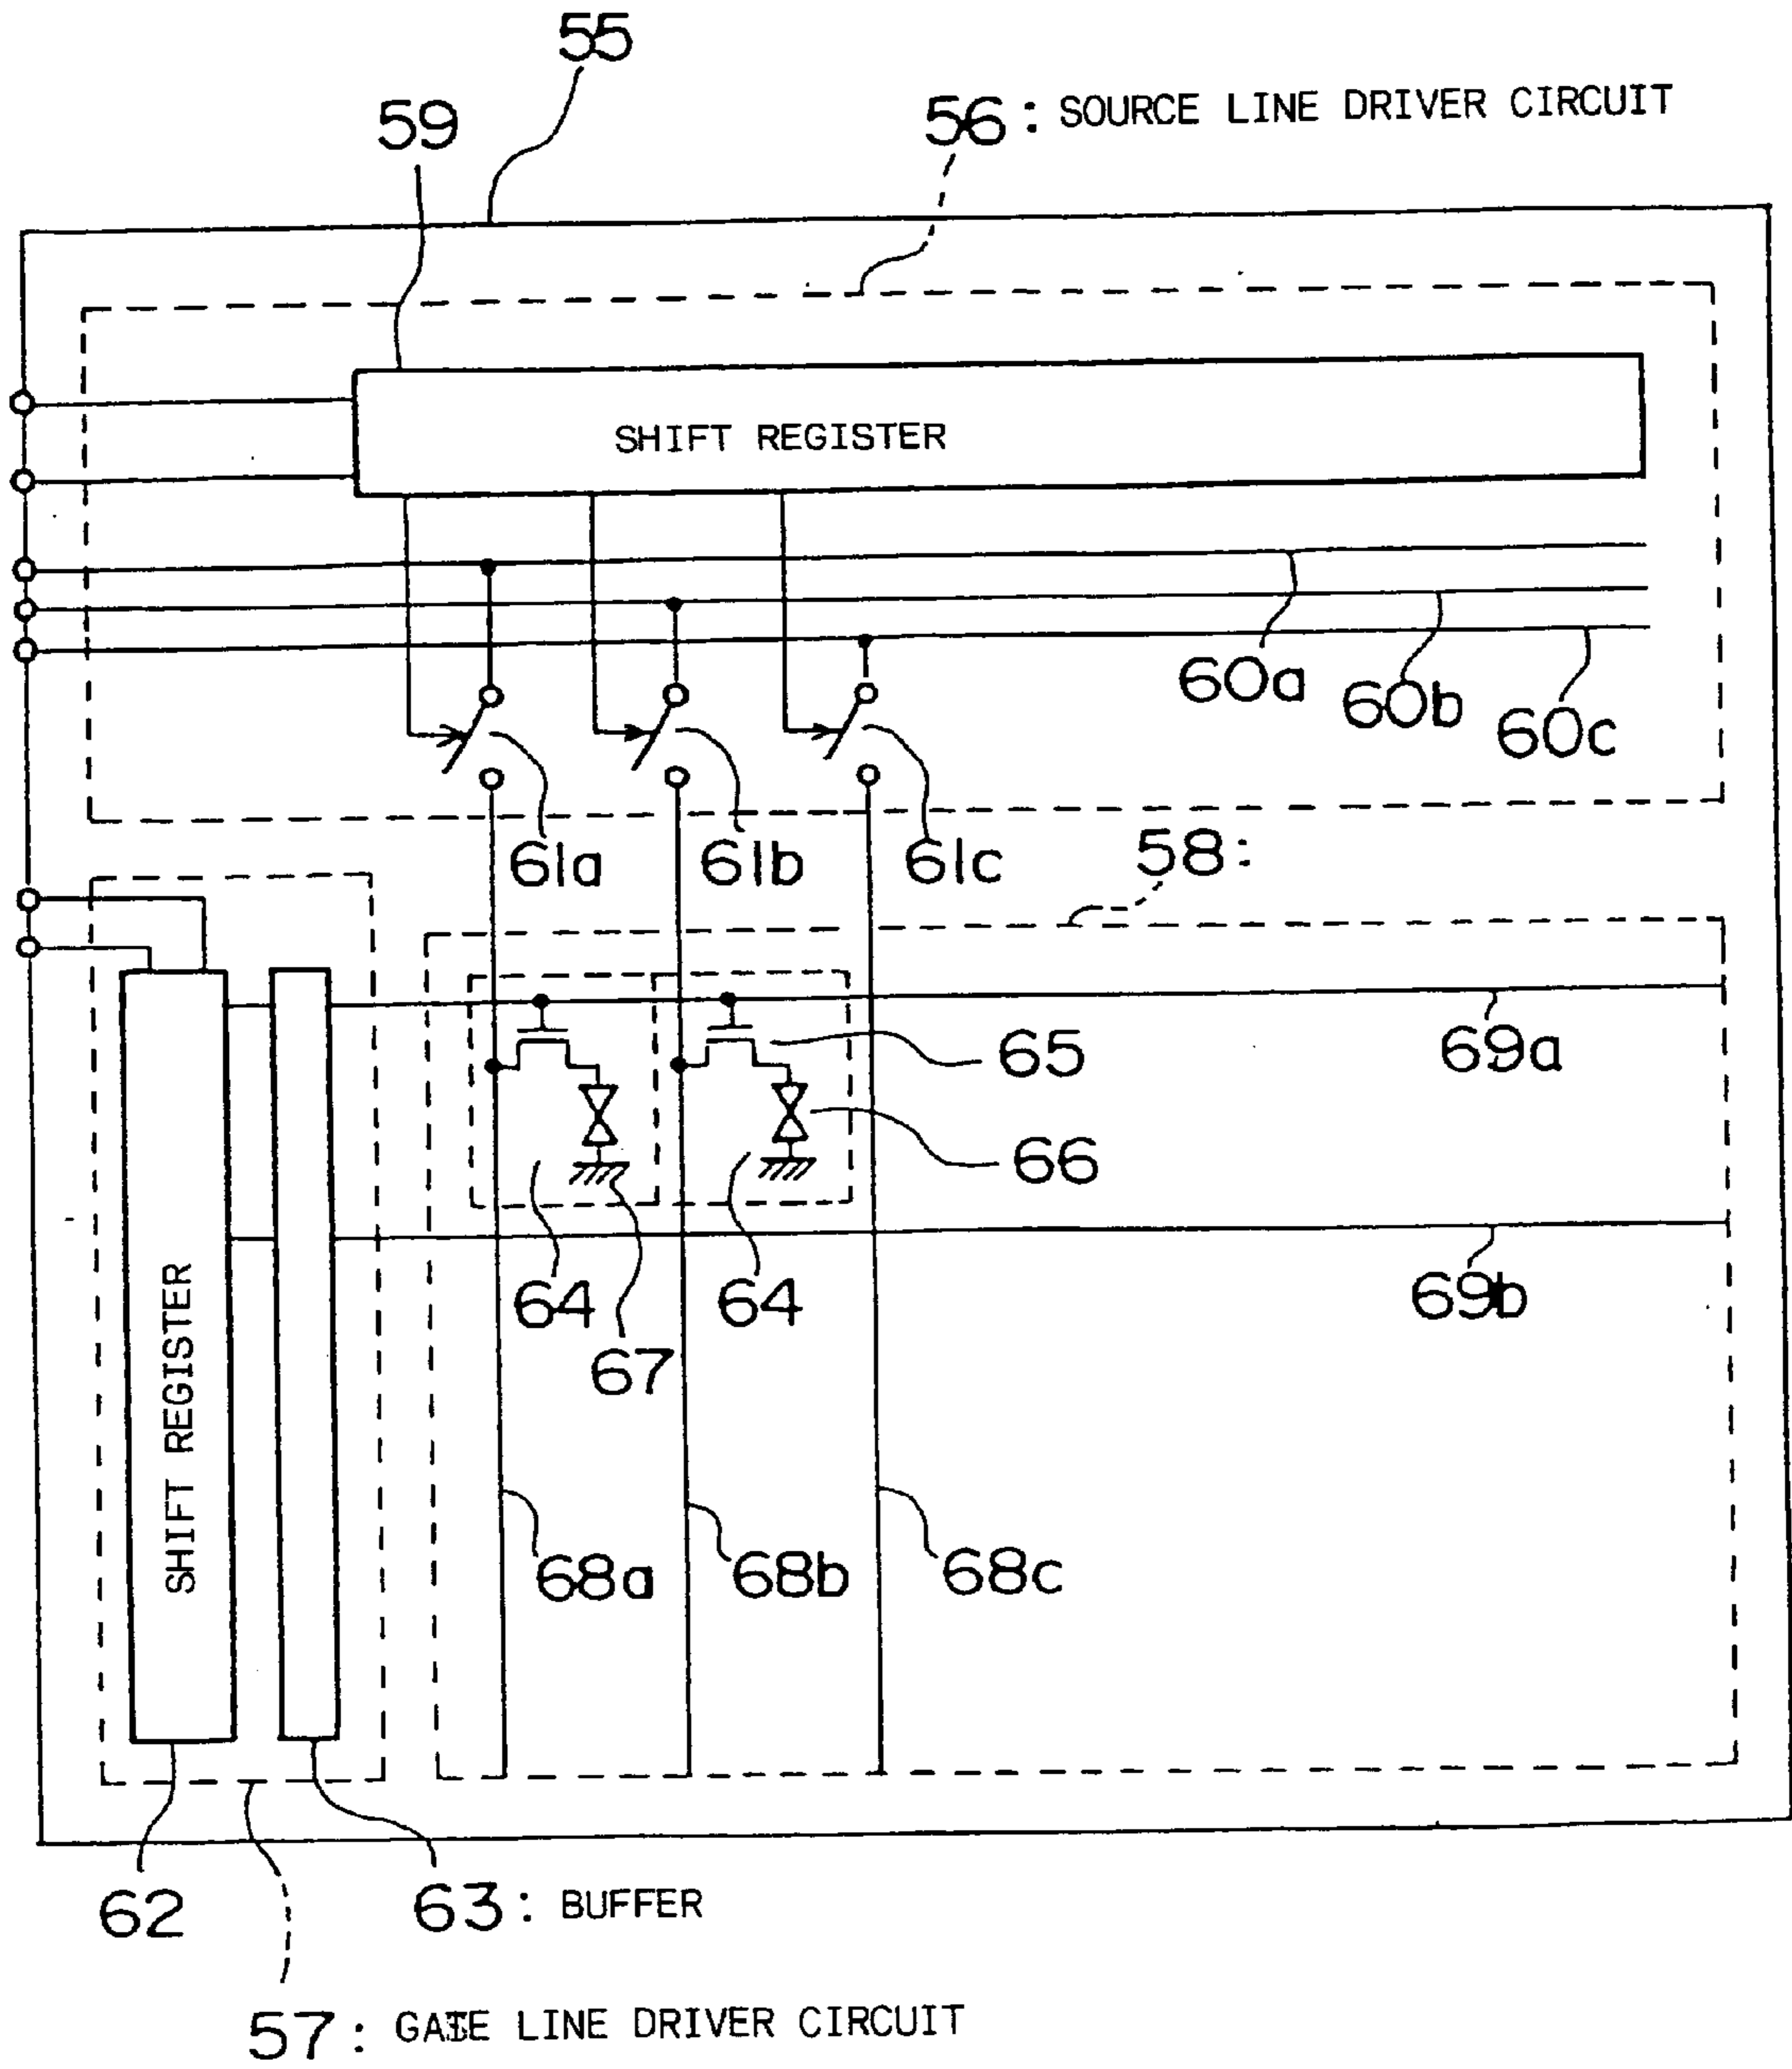 55
59
56 : SOURCE LINE DRIVER CIRCUIT
SHIFT REGISTER
60a
60b
60c
61a
61b
61c
58 :
65
69a
66
64
64
69b
67
SHIFT REGISTER
68a
68b
68c
62
63 : BUFFER
57 : GATE LINE DRIVER CIRCUIT